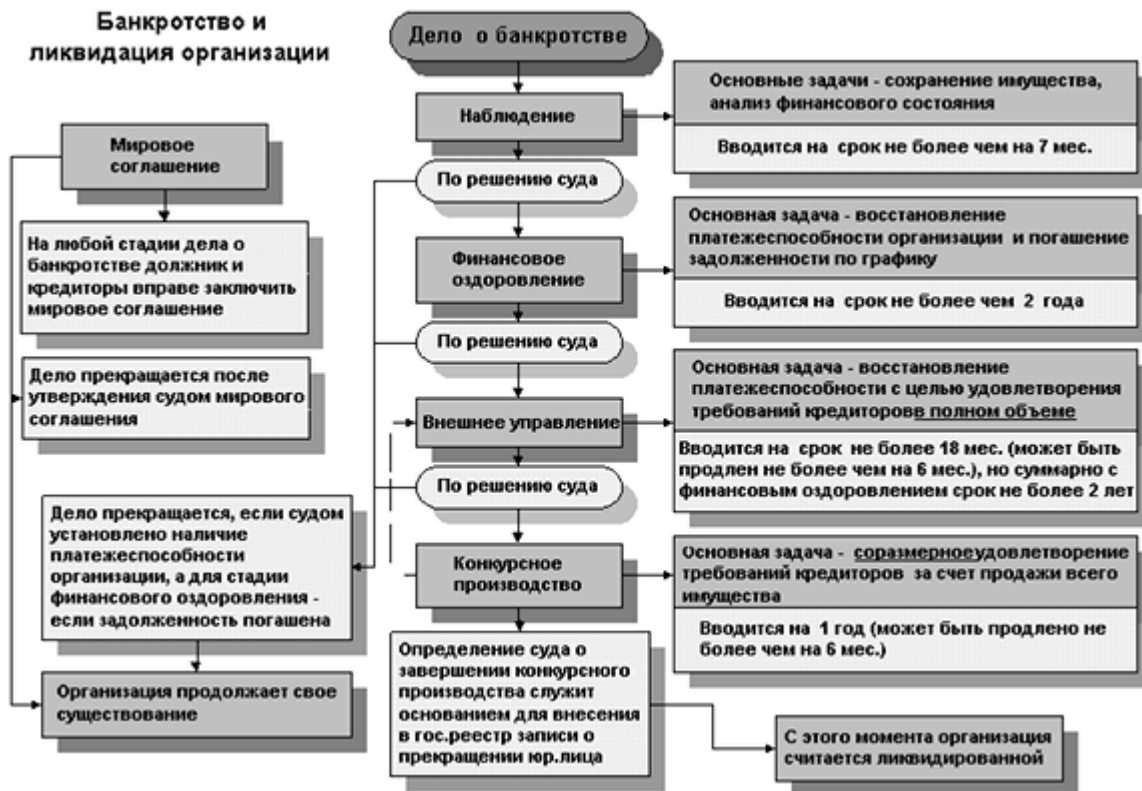 Банкротство и
ликвидация организации
Дело о банкротстве
Наблюдение
Основные задачи - сохранение имущества,
анализ финансового состояния
Вводится на срок не более чем на 7 мес.
Мировое
соглашение
По решению суда
На любой стадии дела о
банкротстве должник и
кредиторы вправе заключить
мировое соглашение
Финансовое
оздоровление
Основная задача - восстановление
платежеспособности организации и погашение
задолженности по графику
Вводится на срок не более чем 2 года
По решению суда
Дело прекращается после
утверждения судом мирового
соглашения
Внешнее управление
Основная задача - восстановление
платежеспособности с целью удовлетворения
требований кредиторовв полном объеме
Вводится на срок не более 18 мес. (может быть
продлен не более чем на 6 мес.), но суммарно с
финансовым оздоровлением срок не более 2 лет
По решению суда
Дело прекращается, если судом
установлено наличие
платежеспособности
организации, а для стадии
финансового оздоровления -
если задолженность погашена
Конкурсное
производство
Основная задача - соразмерноеудовлетворение
требований кредиторов за счет продажи всего
имущества
Вводится на 1 год (может быть продлено не
более чем на 6 мес.)
Организация продолжает свое
существование
Определение суда о
завершении конкурсного
производства служит
основанием для внесения
в гос.реестр записи о
прекращении юр.лица
С этого момента организация
считается ликвидированной